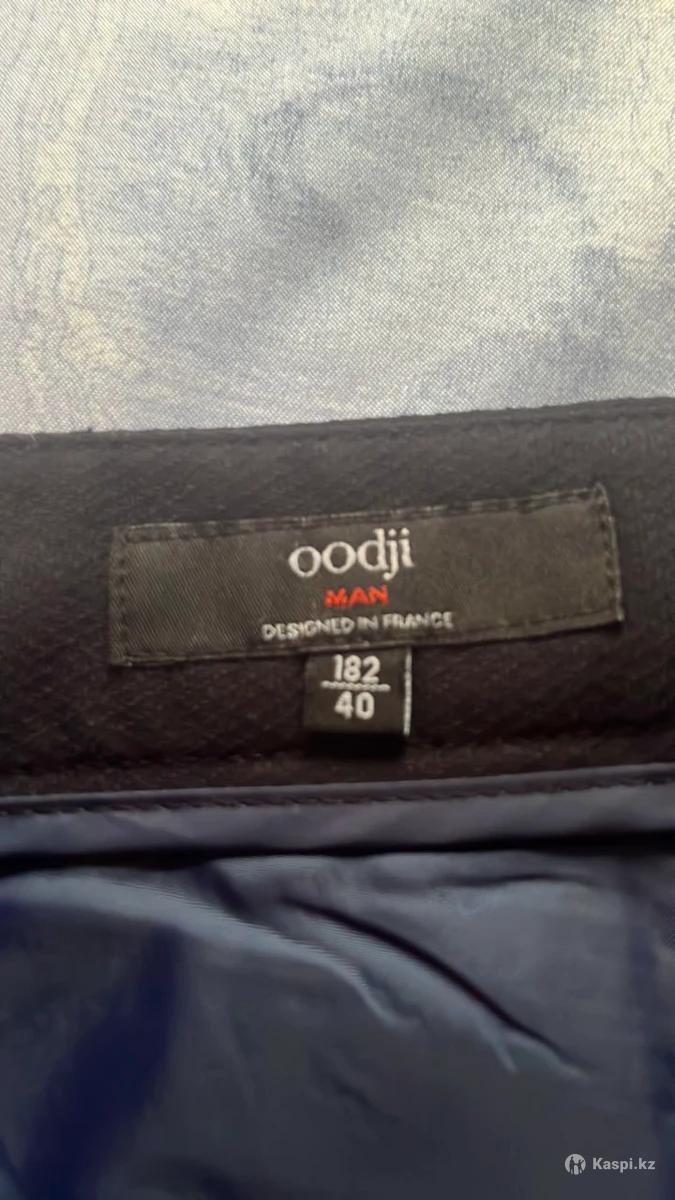 oodji
MAN
DESIGNED IN FRANCE
182
40
Kaspi.kz